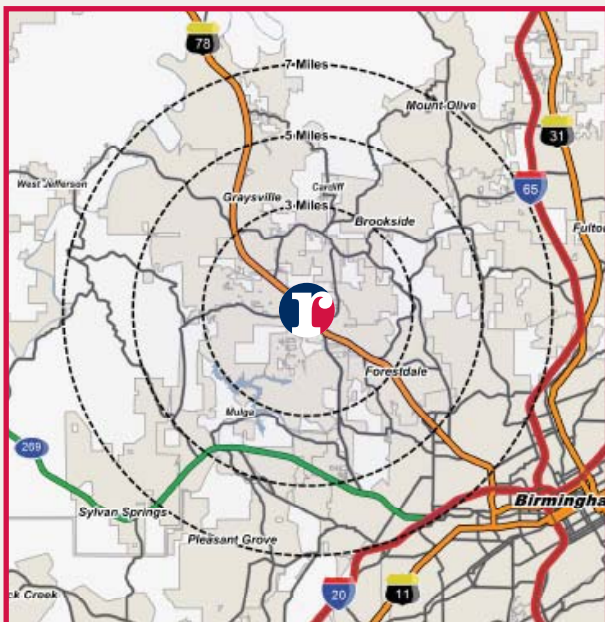 78
7 Miles
Mount Olive
31
5 Miles
West Jefferson
Cardiff
65
Graysville
3 Miles
Brookside
Fulton
r
Forestdale
Mulga
269
Birmingha
Sylvan Springs
Pleasant Grove
ck Creek
20
11